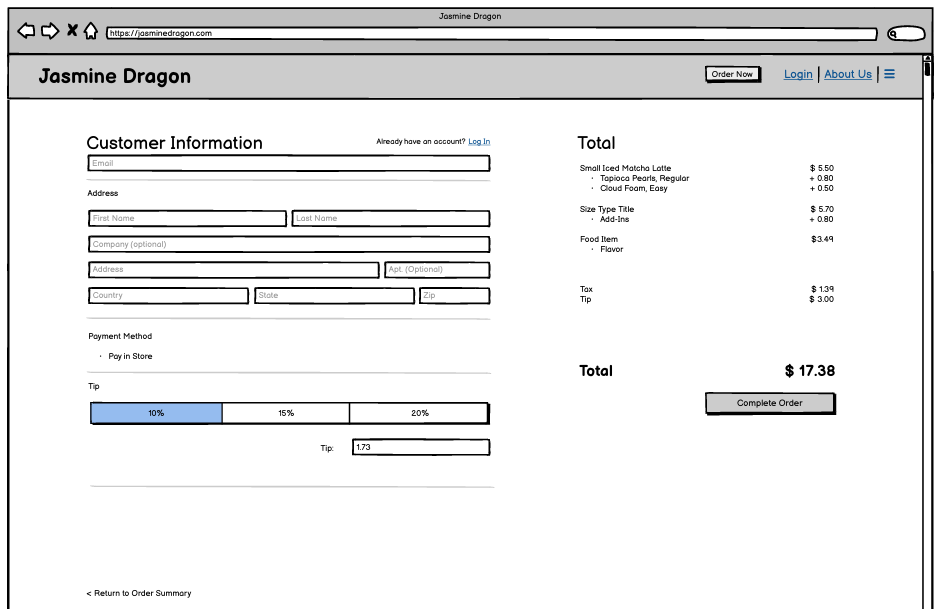 Jasmine Dragon
https://jasminedragon.com
Jasmine Dragon
Order Now
Login
About Us
Customer Information
Already have an account? Log In
Email
Address
First Name
Last Name
Company (optional)
Address
Apt. (Optional)
Country
State
Zip
Payment Method
· Pay in Store
Tip
10%
15%
20%
Tip:
1.73
< Return to Order Summary
Total
Small Iced Matcha Latte $ 5.50
· Tapioca Pearls, Regular + 0.80
· Cloud Foam, Easy + 0.50
Size Type Title $ 5.70
· Add-Ins + 0.80
Food Item $3.49
· Flavor
Tax $ 1.39
Tip $ 3.00
Total $ 17.38
Complete Order